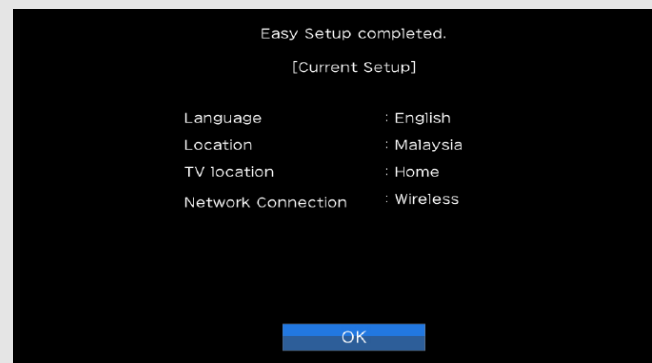 Easy Setup completed.
[Current Setup]
Language : English
Location : Malaysia
TV location : Home
Network Connection : Wireless
OK